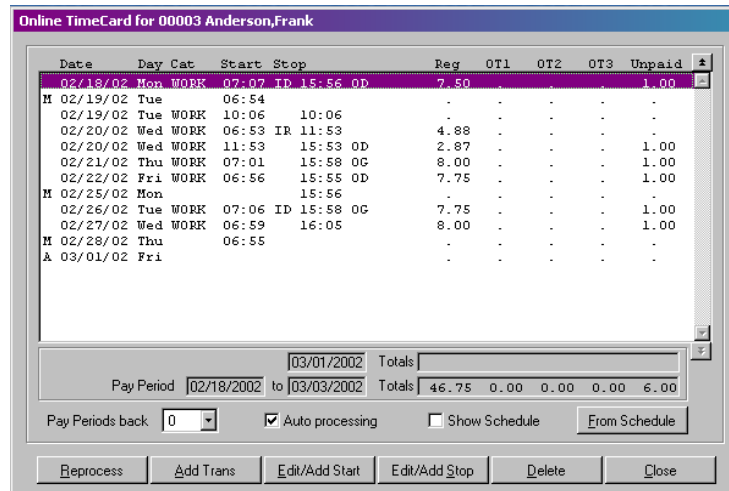 Online TimeCard for 00003 Anderson,Frank
Date Day Cat Start Stop Reg OT1 OT2 OT3 Unpaid
02/18/02 Mon WORK 07:07 ID 15:56 OD 7.50 . . . 1.00
M 02/19/02 Tue 06:54 . . . . .
02/19/02 Tue WORK 10:06 10:06 . . . . .
02/20/02 Wed WORK 06:53 IR 11:53 4.88 . . . .
02/20/02 Wed WORK 11:53 15:53 OD 2.87 . . . 1.00
02/21/02 Thu WORK 07:01 15:58 OG 8.00 . . . 1.00
02/22/02 Fri WORK 06:56 15:55 OD 7.75 . . . 1.00
M 02/25/02 Mon 15:56 . . . . .
02/26/02 Tue WORK 07:06 ID 15:58 OG 7.75 . . . 1.00
02/27/02 Wed WORK 06:59 16:05 8.00 . . . 1.00
M 02/28/02 Thu 06:55 . . . . .
A 03/01/02 Fri . . . . .
03/01/2002 Totals
Pay Period 02/18/2002 to 03/03/2002 Totals 46.75 0.00 0.00 0.00 6.00
Pay Periods back 0 Auto processing Show Schedule From Schedule
Reprocess Add Trans Edit/Add Start Edit/Add Stop Delete Close